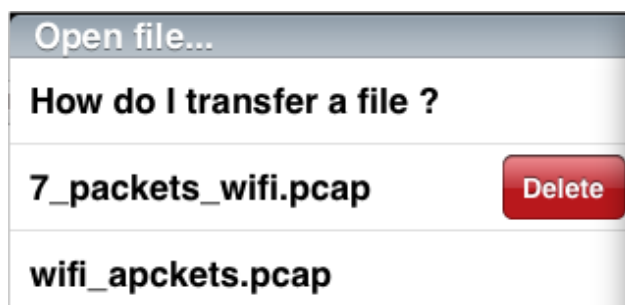 Open file...
How do I transfer a file ?
7_packets_wifi.pcap Delete
wifi_apckets.pcap